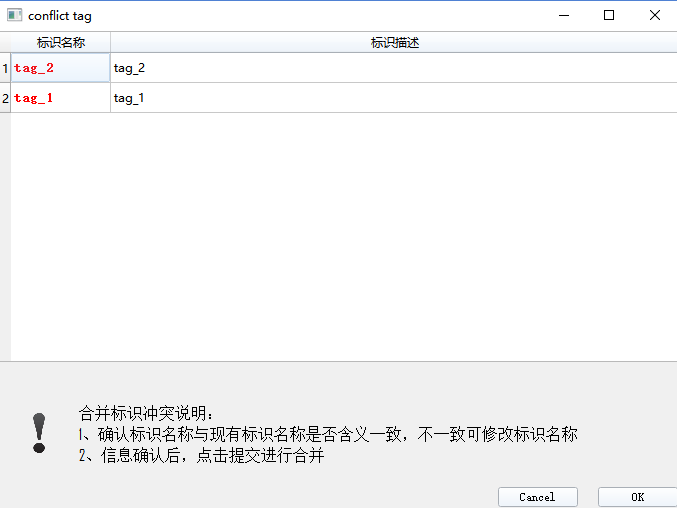 conflict tag
标识名称 标识描述
1 tag_2 tag_2
2 tag_1 tag_1
合并标识冲突说明：
1、确认标识名称与现有标识名称是否含义一致，不一致可修改标识名称
2、信息确认后，点击提交进行合并
Cancel OK